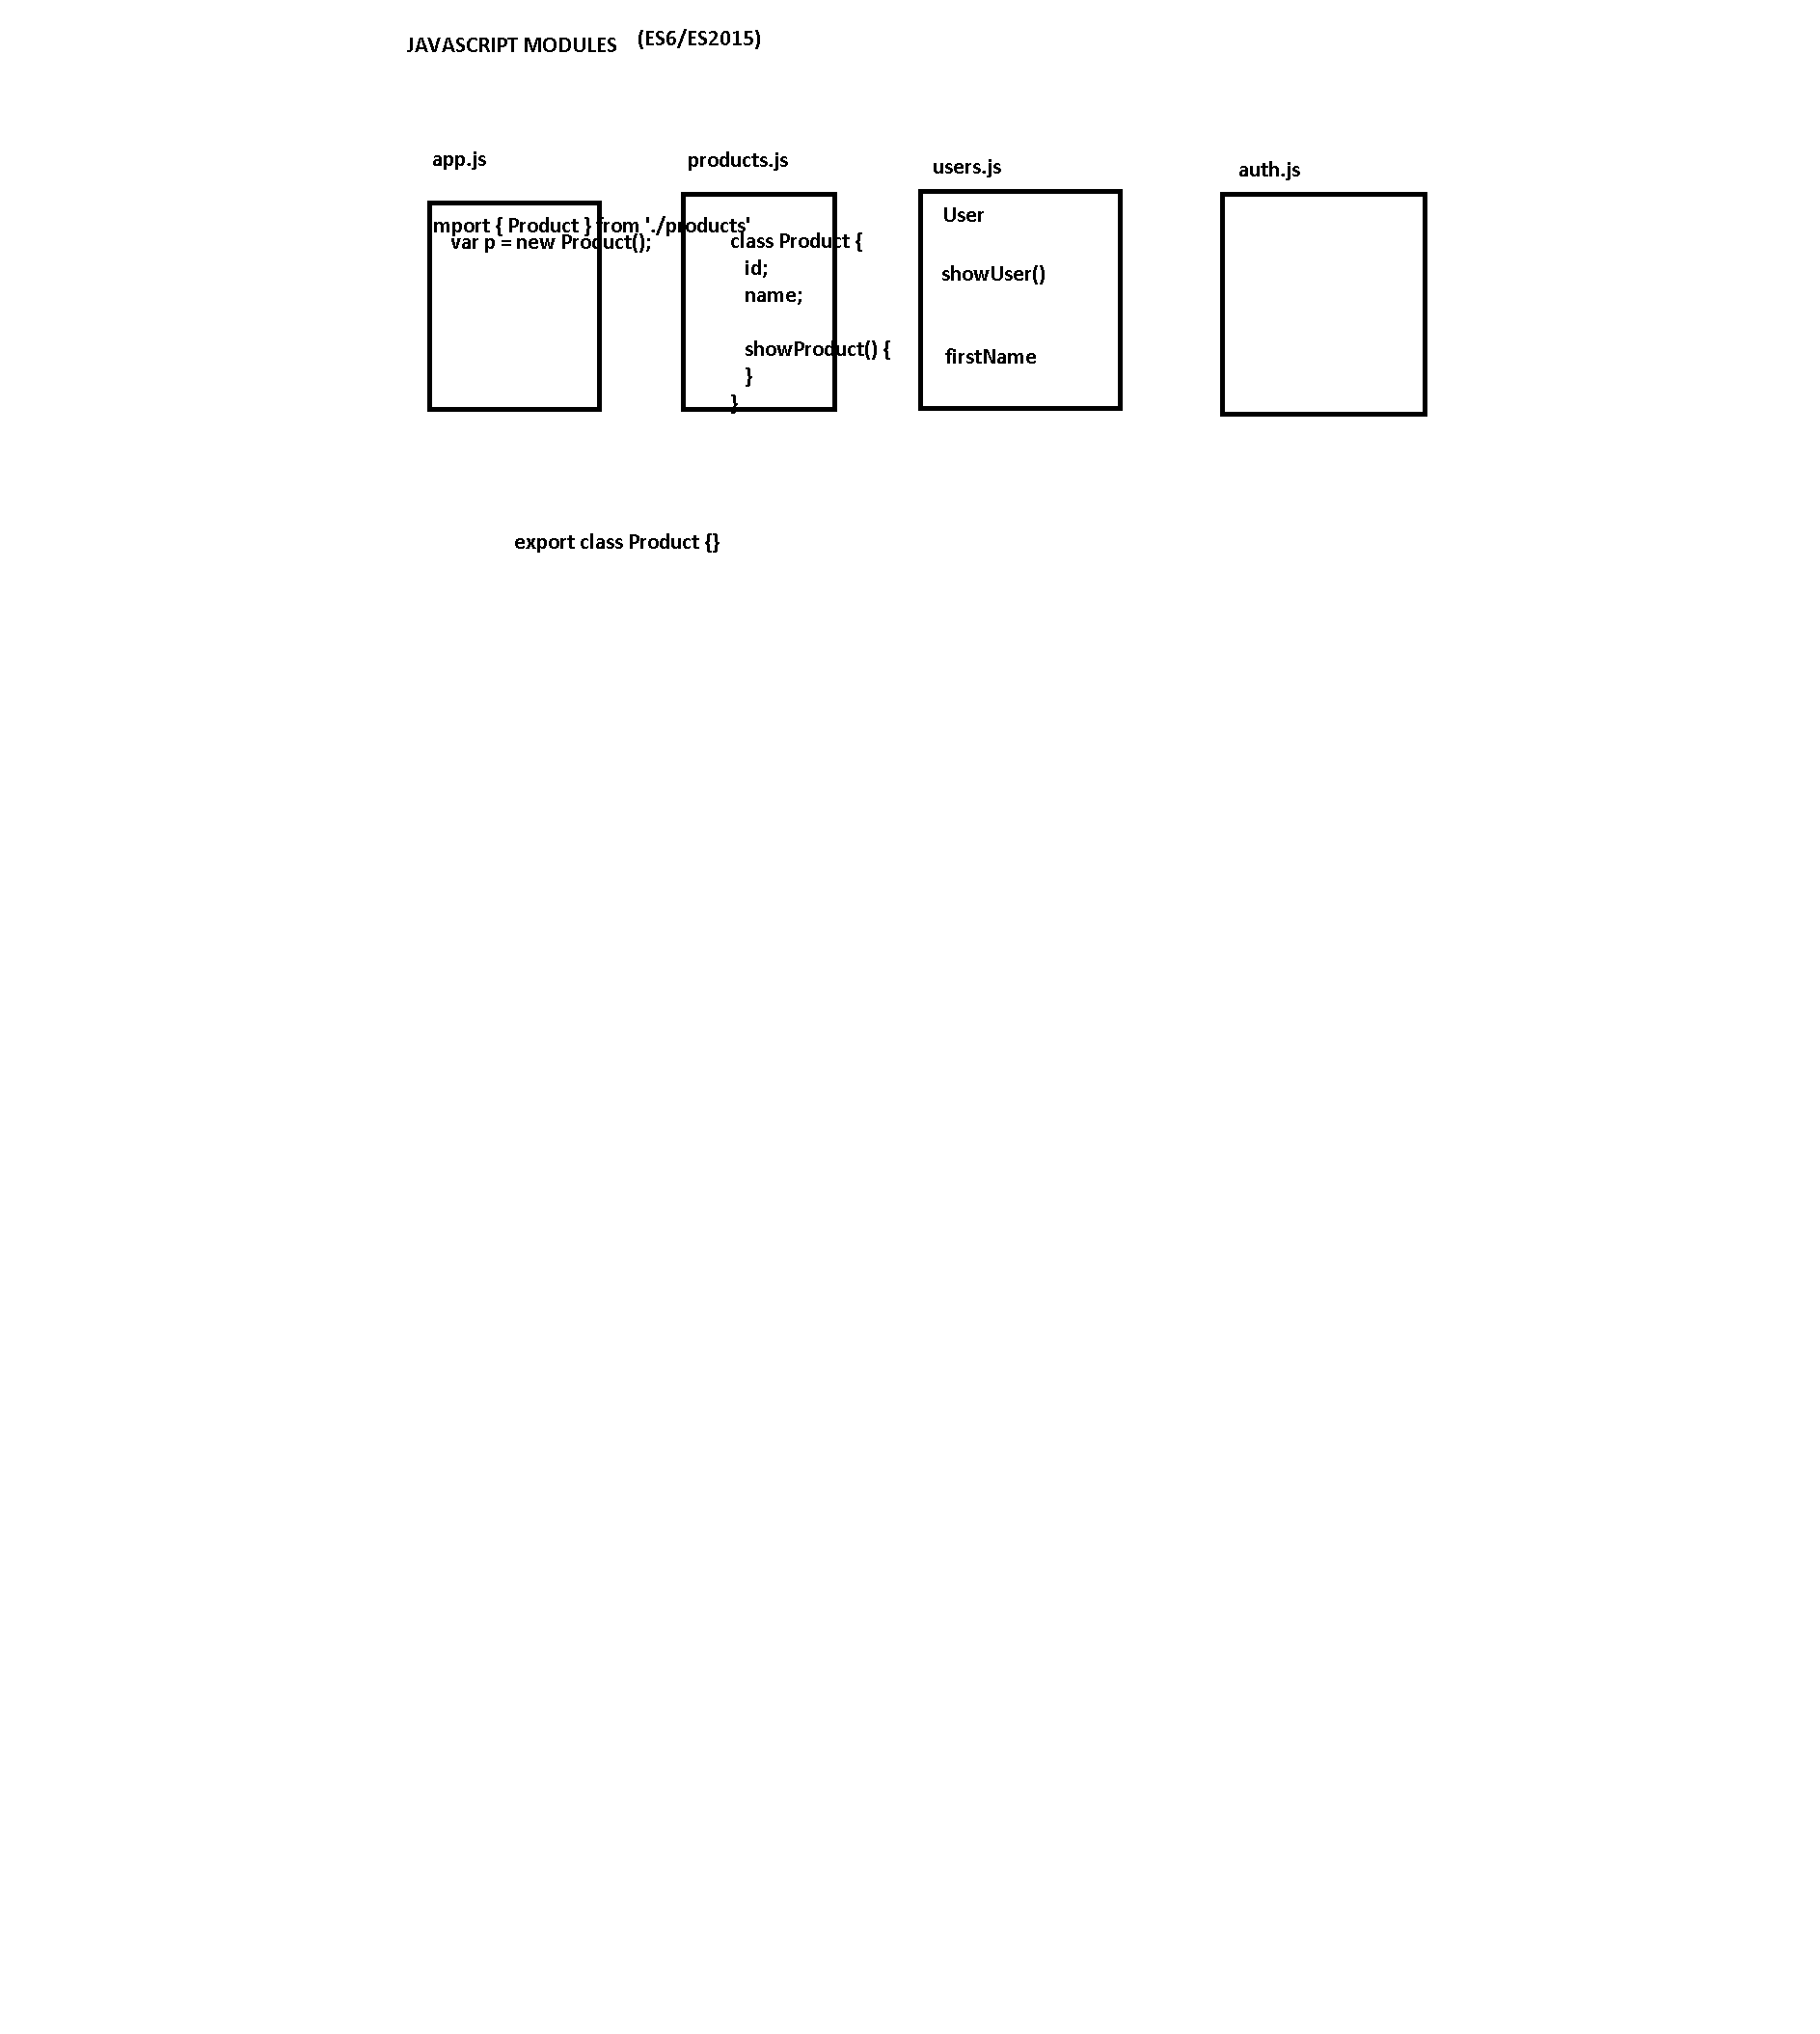 JAVASCRIPT MODULES (ES6/ES2015)
app.js
mport { Product } from './products'
var p = new Product();
products.js
class Product {
id;
name;
showProduct() {
}
}
users.js
User
showUser()
firstName
auth.js
export class Product {}